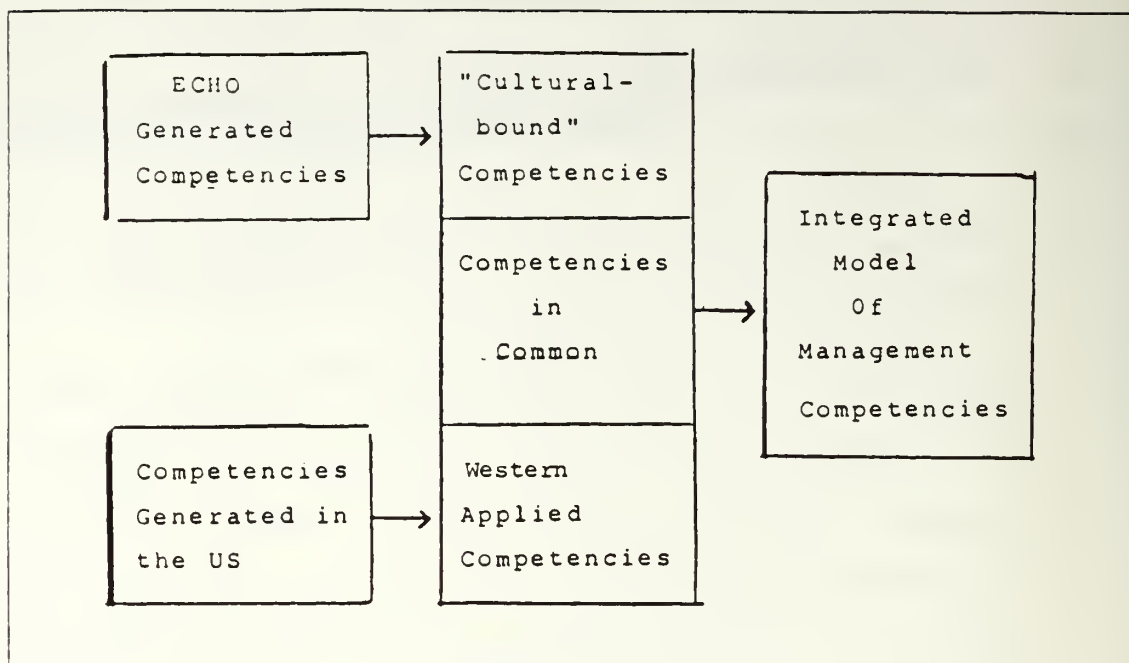 ECHO
Generated
Competencies
"Cultural-
bound"
Competencies
Competencies
in
Common
Competencies
Generated in
the US
Western
Applied
Competencies
Integrated
Model
Of
Management
Competencies